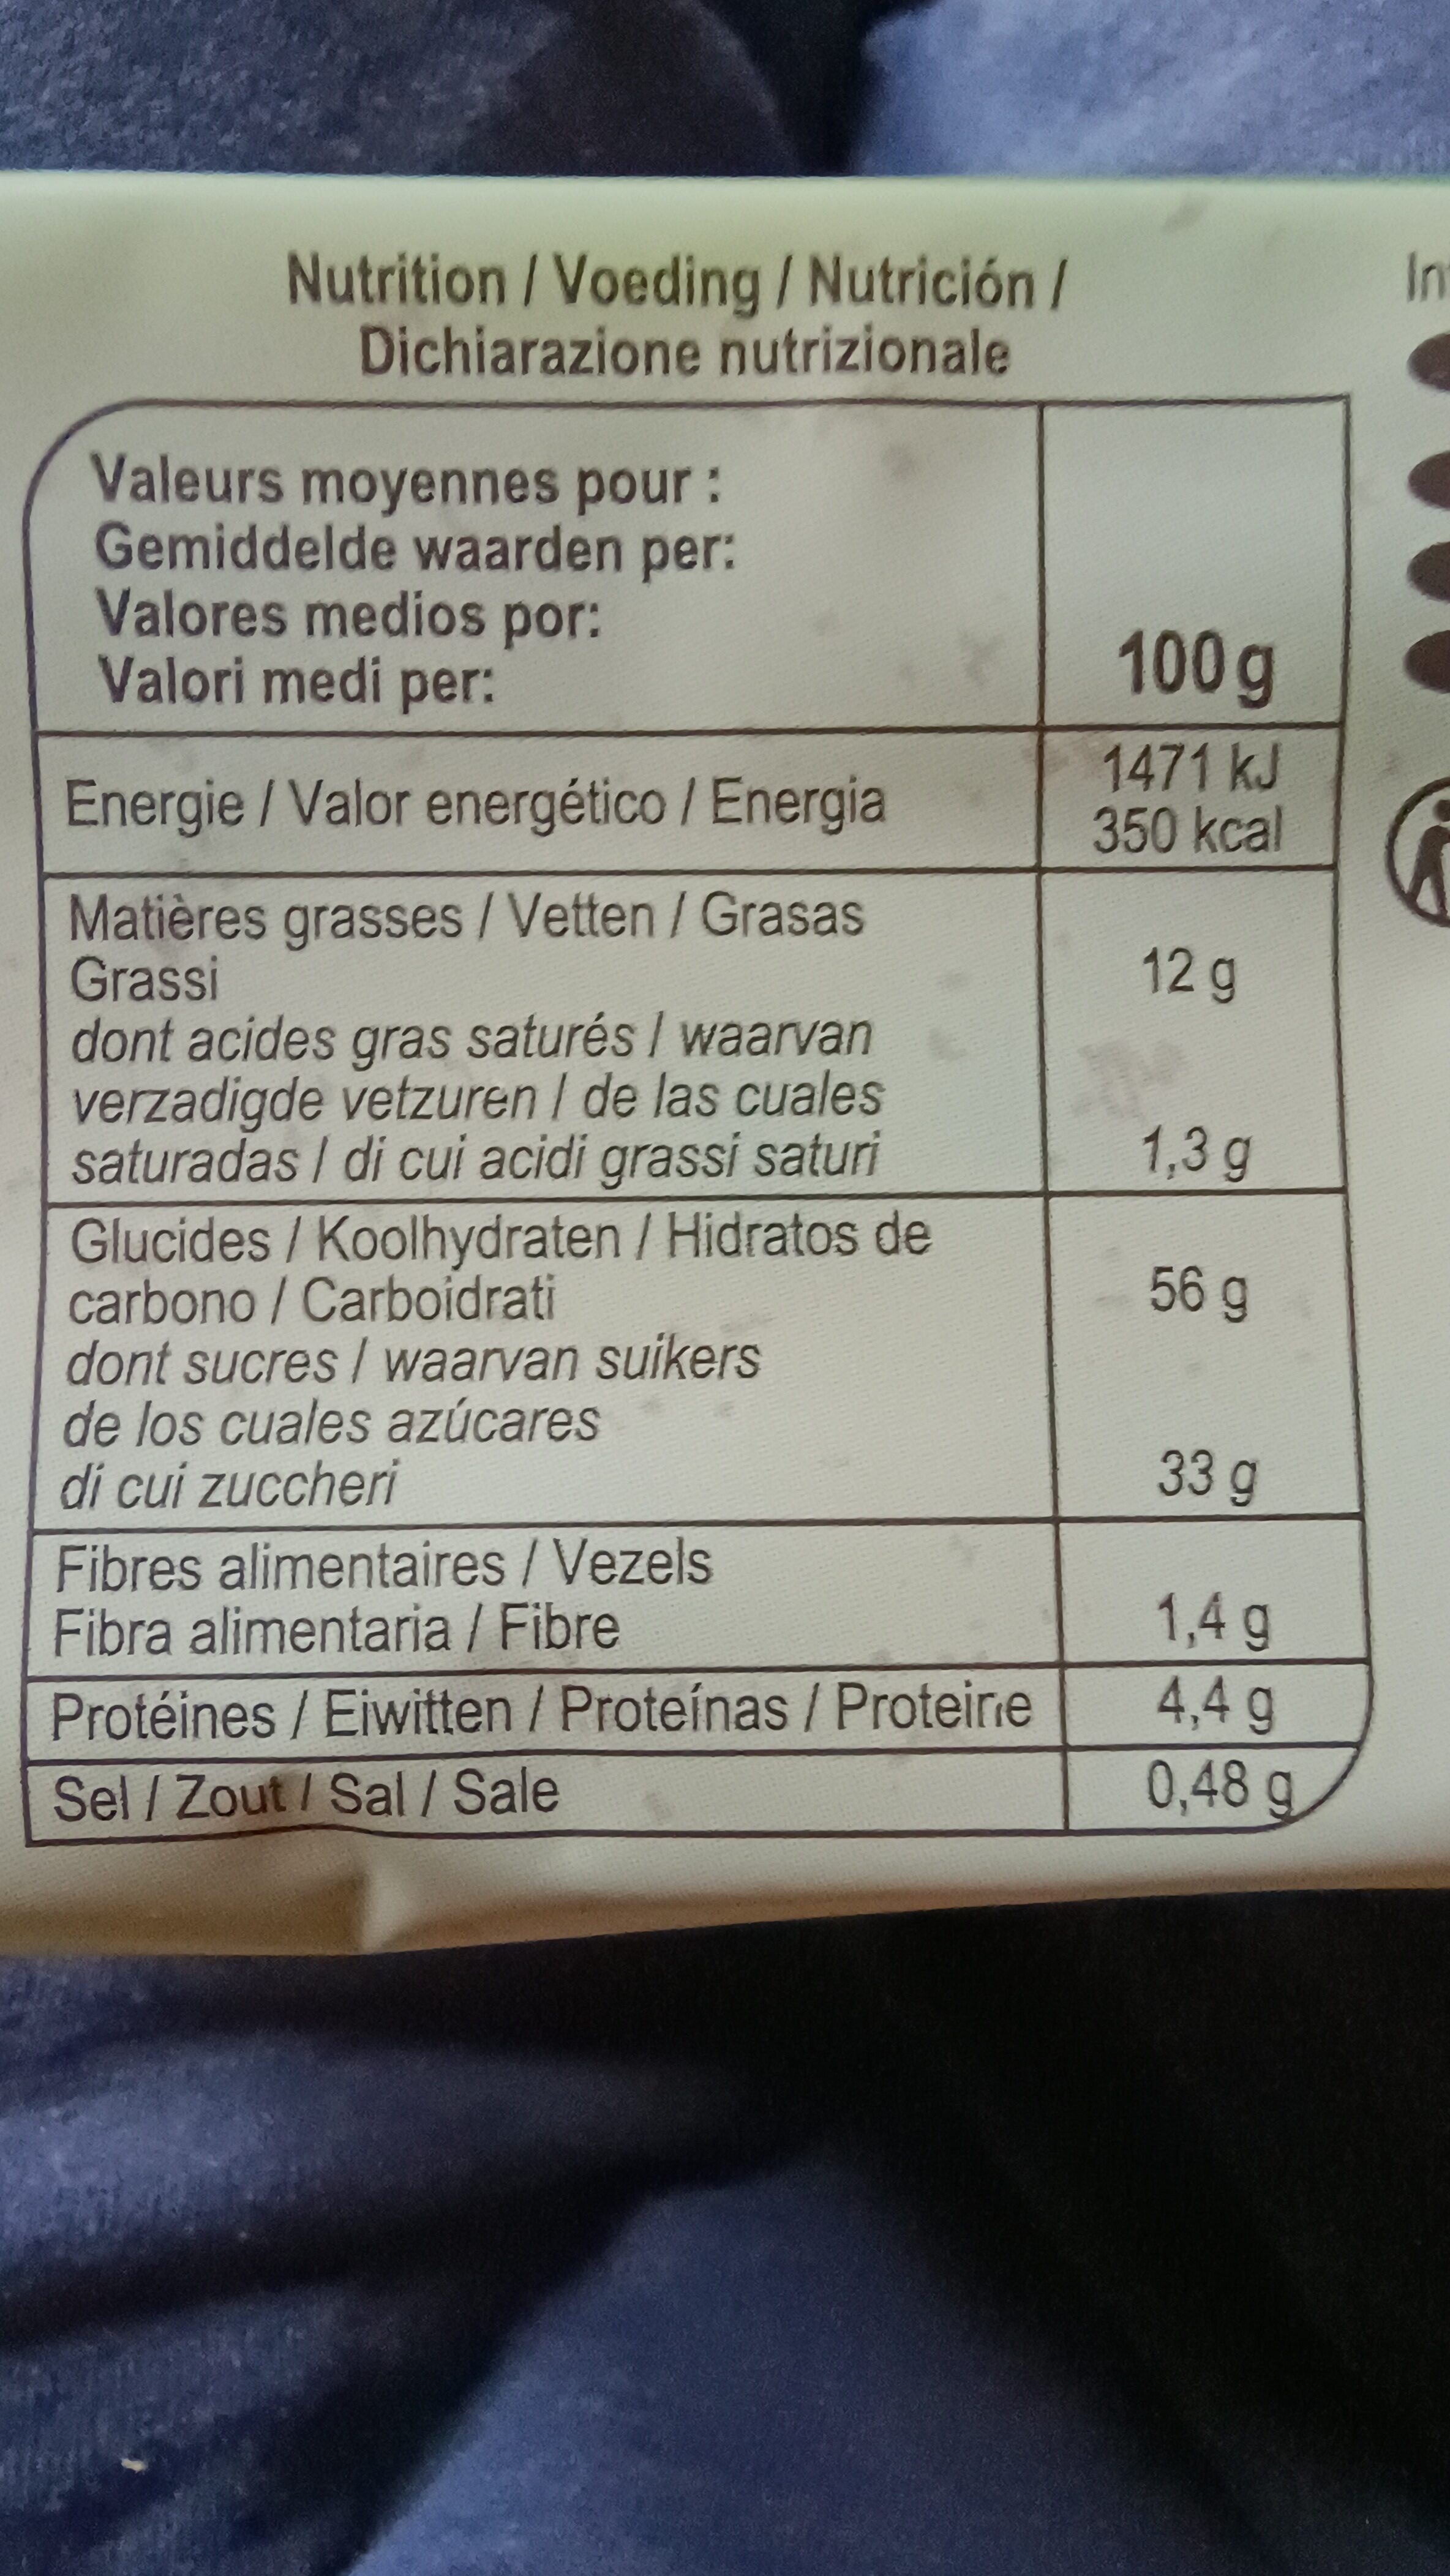 Nutrition / Voeding / Nutrición /
Dichiarazione nutrizionale
Valeurs moyennes pour :
Gemiddelde waarden per:
Valores medios por:
Valori medi per:
100 g
Energie / Valor energético / Energia
1471 kJ
350 kcal
Matières grasses / Vetten / Grasas
Grassi
12 g
dont acides gras saturés / waarvan
verzadigde vetzuren / de las cuales
saturadas / di cui acidi grassi saturi
1,3 g
Glucides / Koolhydraten / Hidratos de
carbono / Carboidrati
56 g
dont sucres / waarvan suikers
de los cuales azúcares
di cui zuccheri
33 g
Fibres alimentaires / Vezels
Fibra alimentaria / Fibre
1,4 g
Protéines / Eiwitten / Proteínas / Proteine
4,4 g
Sel / Zout / Sal / Sale
0,48 g